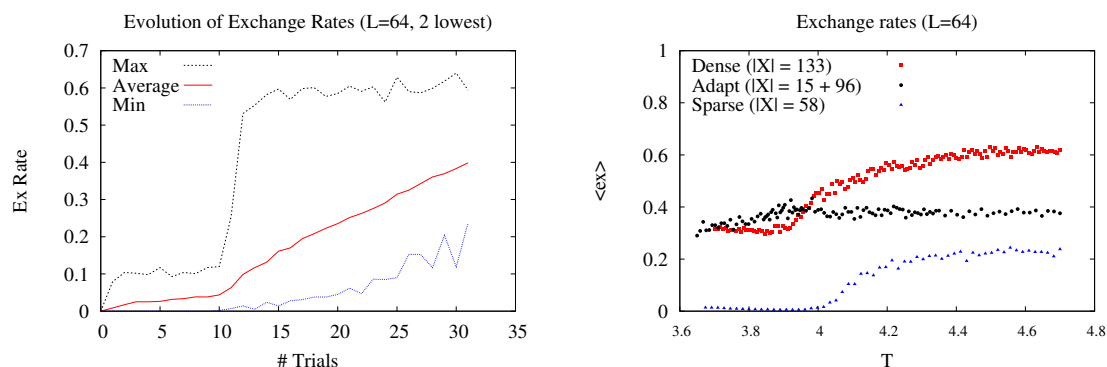 Evolution of Exchange Rates (L=64, 2 lowest)
0.7
0.6
0.5
0.4
0.3
0.2
0.1
0
Ex Rate
Max
Average
Min
0 5 10 15 20 25 30 35
# Trials
Exchange rates (L=64)
1
0.8
0.6
0.4
0.2
0
<ex>
Dense (|X| = 133)
Adapt (|X| = 15 + 96)
Sparse (|X| = 58)
3.6 3.8 4 4.2 4.4 4.6 4.8
T